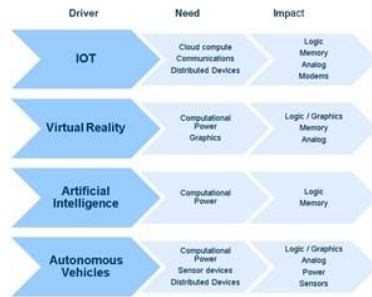 Driver Need Impact
IOT
Cloud compute
Communications
Distributed Devices
Logic
Memory
Analog
Modems
Virtual Reality
Computational
Power
Graphics
Logic / Graphics
Memory
Analog
Artificial
Intelligence
Computational
Power
Logic
Memory
Autonomous
Vehicles
Computational
Power
Sensor devices
Distributed Devices
Logic / Graphics
Analog
Power
Sensors